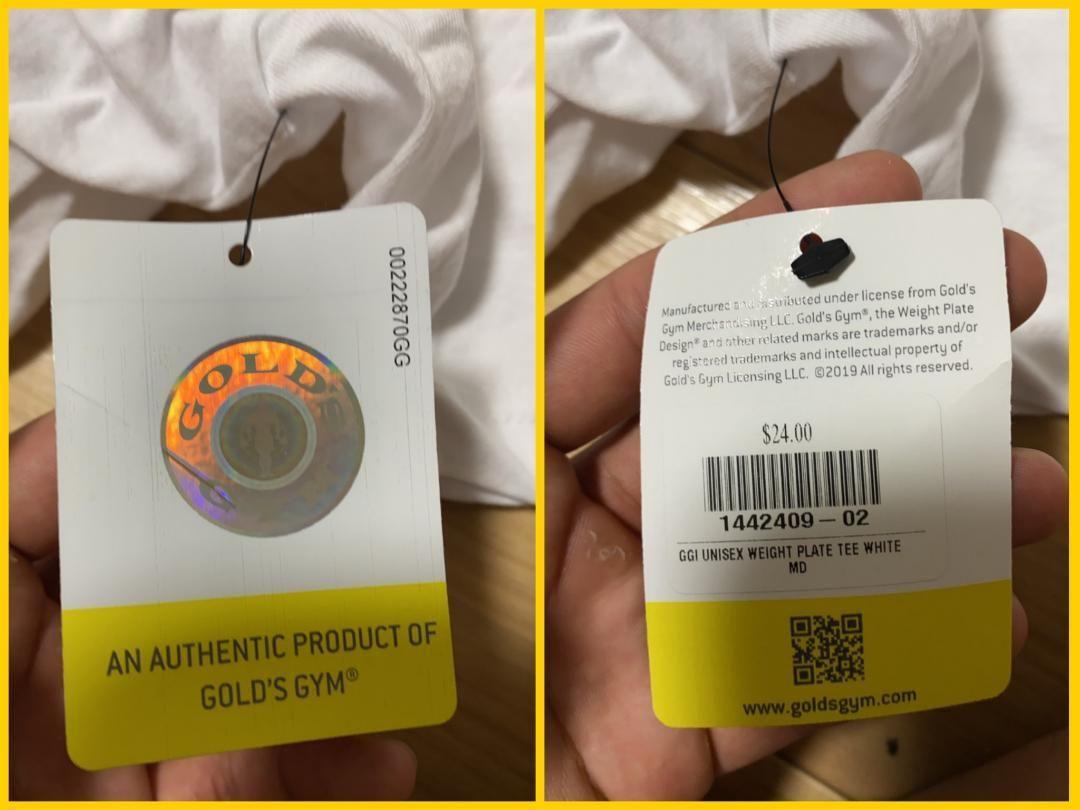 00222870GG
GOLD'S
AN AUTHENTIC PRODUCT OF
GOLD'S GYM®
Manufactured and distributed under license from Gold's
Gym Merchandising LLC. Gold's Gym®, the Weight Plate
Design® and other related marks are trademarks and/or
registered trademarks and intellectual property of
Gold's Gym Licensing LLC. ©2019 All rights reserved.
$24.00
1442409 – 02
GGI UNISEX WEIGHT PLATE TEE WHITE
MD
www.goldsgym.com